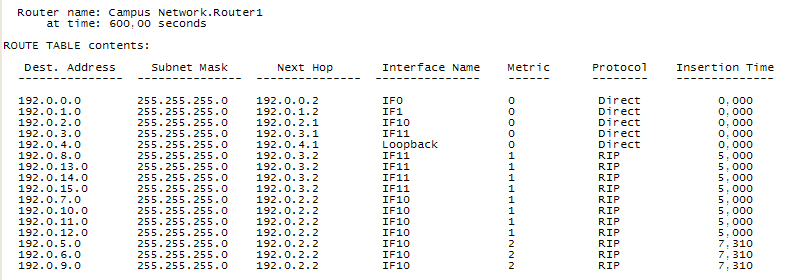 Router name: Campus Network.Router1
at time: 600,00 seconds
ROUTE TABLE contents:
Dest. Address Subnet Mask Next Hop Interface Name Metric Protocol Insertion Time
--------------- -------------- --------------- --------------- ------ -------- --------------
192.0.0.0 255.255.255.0 192.0.0.2 IF0 0 Direct 0,000
192.0.1.0 255.255.255.0 192.0.1.2 IF1 0 Direct 0,000
192.0.2.0 255.255.255.0 192.0.2.1 IF10 0 Direct 0,000
192.0.3.0 255.255.255.0 192.0.3.1 IF11 0 Direct 0,000
192.0.4.0 255.255.255.0 192.0.4.1 Loopback 0 Direct 0,000
192.0.8.0 255.255.255.0 192.0.3.2 IF11 1 RIP 5,000
192.0.13.0 255.255.255.0 192.0.3.2 IF11 1 RIP 5,000
192.0.14.0 255.255.255.0 192.0.3.2 IF11 1 RIP 5,000
192.0.15.0 255.255.255.0 192.0.3.2 IF11 1 RIP 5,000
192.0.7.0 255.255.255.0 192.0.2.2 IF10 1 RIP 5,000
192.0.10.0 255.255.255.0 192.0.2.2 IF10 1 RIP 5,000
192.0.11.0 255.255.255.0 192.0.2.2 IF10 1 RIP 5,000
192.0.12.0 255.255.255.0 192.0.2.2 IF10 1 RIP 5,000
192.0.5.0 255.255.255.0 192.0.2.2 IF10 2 RIP 7,310
192.0.6.0 255.255.255.0 192.0.2.2 IF10 2 RIP 7,310
192.0.9.0 255.255.255.0 192.0.2.2 IF10 2 RIP 7,310